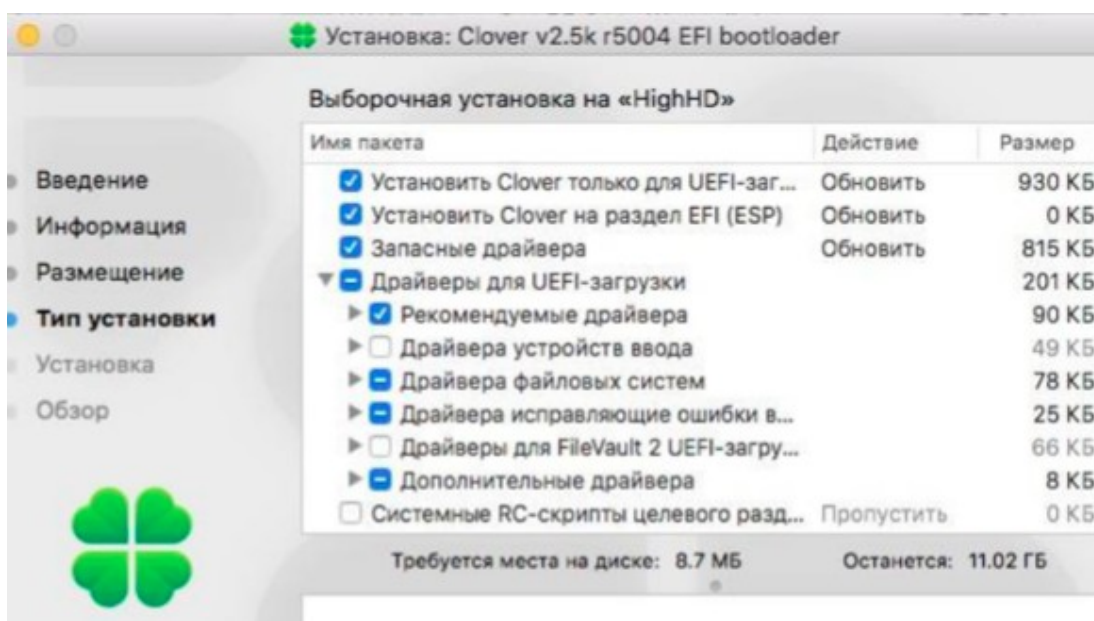 Установка: Clover v2.5k r5004 EFI bootloader
Выборочная установка на «HighHD»
Имя пакета Действие Размер
Введение
Информация
Размещение
Тип установки
Установка
Обзор
Установить Clover только для UEFI-заг... Обновить 930 КБ
Установить Clover на раздел EFI (ESP) Обновить 0 КБ
Запасные драйвера Обновить 815 КБ
Драйверы для UEFI-загрузки 201 КБ
Рекомендуемые драйвера 90 КБ
Драйвера устройств ввода 49 КБ
Драйвера файловых систем 78 КБ
Драйвера исправляющие ошибки в... 25 КБ
Драйверы для FileVault 2 UEFI-загру... 66 КБ
Дополнительные драйвера 8 КБ
Системные RC-скрипты целевого разд... Пропустить 0 КБ
Требуется места на диске: 8.7 МБ Останется: 11.02 ГБ